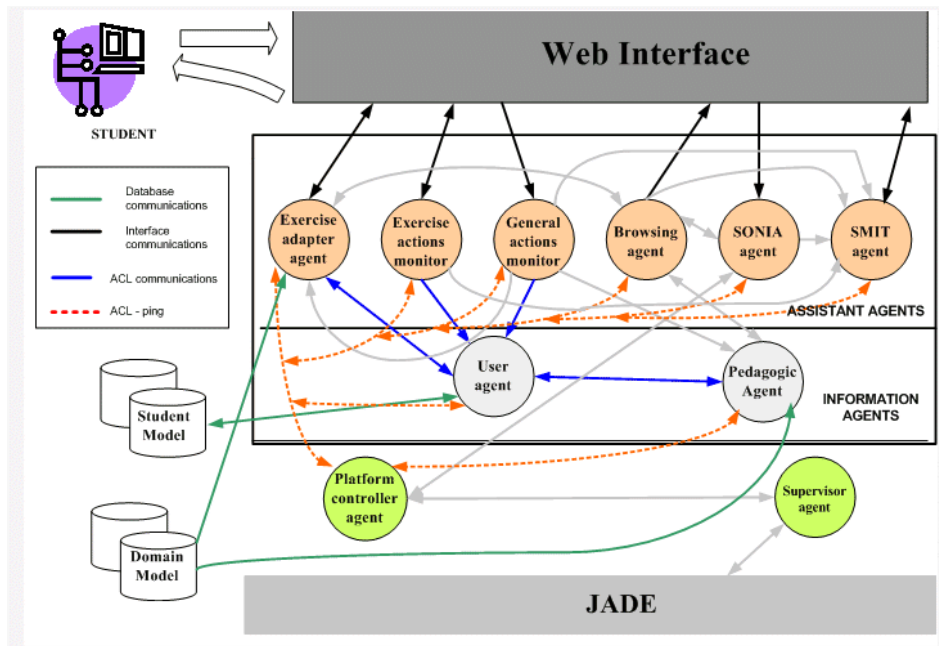 Web Interface
STUDENT
Database
communications
Interface
communications
ACL communications
ACL - ping
Exercise
adapter
agent
Exercise
actions
monitor
General
actions
monitor
Browsing
agent
SONIA
agent
SMIT
agent
ASSISTANT AGENTS
User
agent
Pedagogic
Agent
INFORMATION
AGENTS
Student
Model
Platform
controller
agent
Supervisor
agent
Domain
Model
JADE